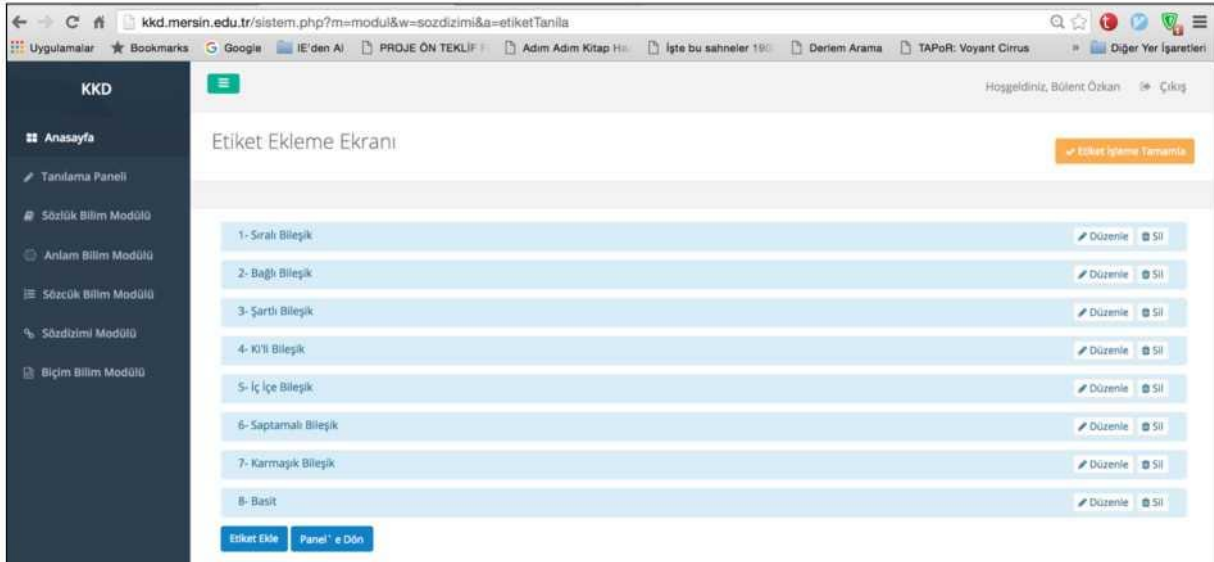 kkd.mersin.edu.tr/sistem.php?m=modul&w=sozdizimi&a=etiketTanila
Uygulamalar Bookmarks Google IE'den Al PROJE ÖN TEKLİF Adım Adım Kitap Ha İşte bu sahneler 190 Derlem Arama TAPoR: Voyant Cirrus » Diğer Yer İşaretleri
KKD
Hoşgeldiniz, Bülent Özkan Çıkış
Anasayfa
Etiket Ekleme Ekranı
Etiket İşleme Tamamla
Tanılama Paneli
Sözlük Bilim Modülü
Anlam Bilim Modülü
Sözcük Bilim Modülü
Sözdizimi Modülü
Biçim Bilim Modülü
1- Sıralı Bileşik Düzenle Sil
2- Bağlı Bileşik Düzenle Sil
3- Şartlı Bileşik Düzenle Sil
4- Ki'li Bileşik Düzenle Sil
5- İç İçe Bileşik Düzenle Sil
6- Saptamalı Bileşik Düzenle Sil
7- Karmaşık Bileşik Düzenle Sil
8- Basit Düzenle Sil
Etiket Ekle Panel` e Dön